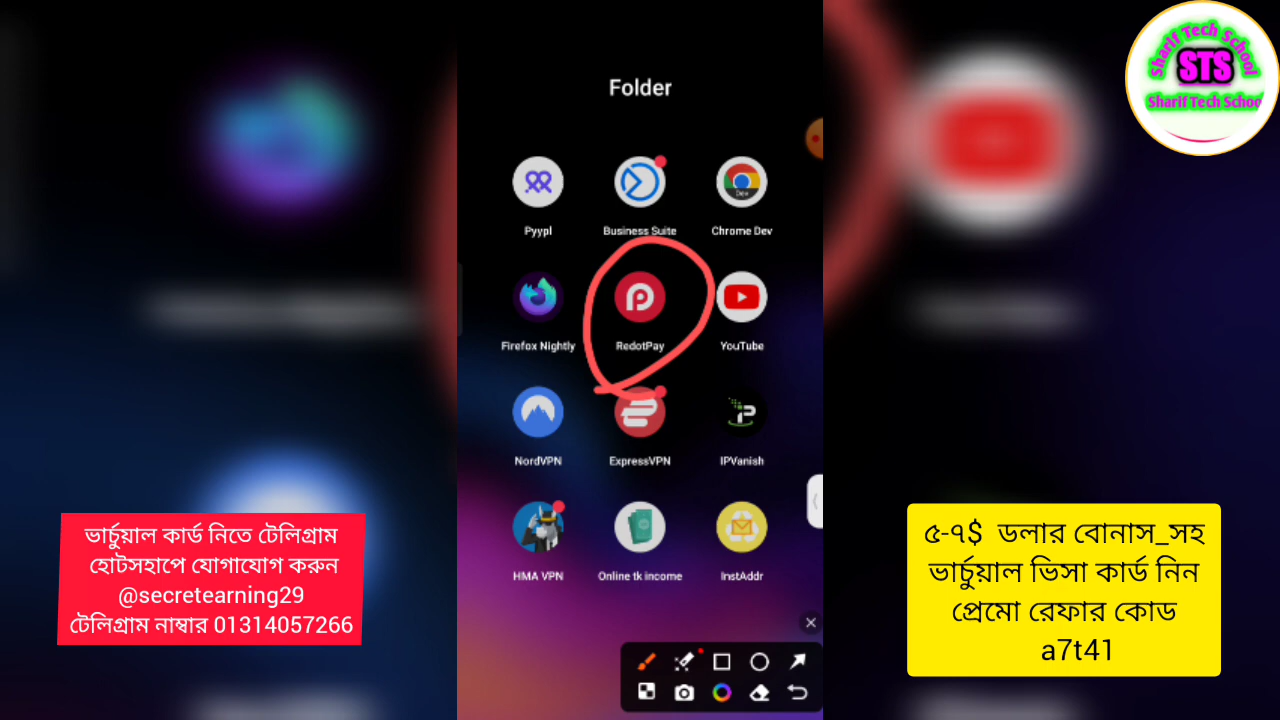 Sharif Tech School
STS
Sharif Tech School
Folder
Pyypl
Business Suite
Chrome Dev
Dev
Firefox Nightly
RedotPay
YouTube
NordVPN
ExpressVPN
IPVanish
HMA VPN
Online tk income
InstAddr
ভার্চুয়াল কার্ড নিতে টেলিগ্রাম
হোটসহাপে যোগাযোগ করুন
@secretearning29
টেলিগ্রাম নাম্বার 01314057266
৫-৭$ ডলার বোনাস_সহ
ভার্চুয়াল ভিসা কার্ড নিন
প্রেমো রেফার কোড
a7t41